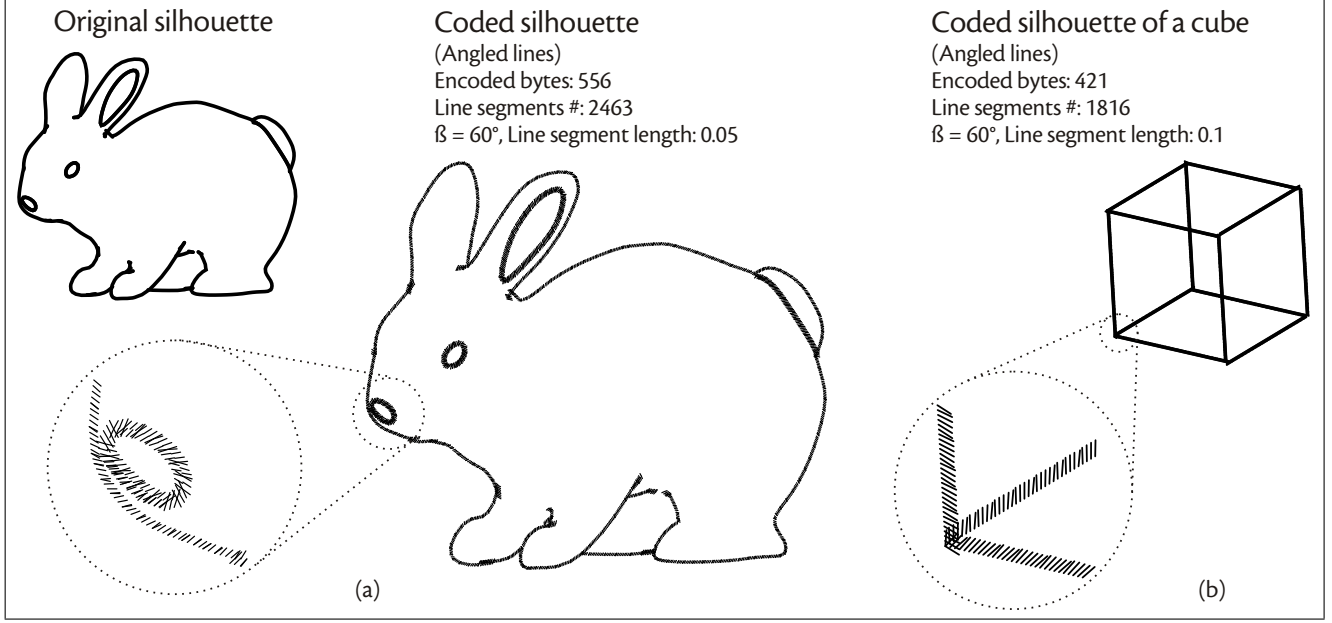 Original silhouette
Coded silhouette
(Angled lines)
Encoded bytes: 556
Line segments #: 2463
ß = 60°, Line segment length: 0.05
Coded silhouette of a cube
(Angled lines)
Encoded bytes: 421
Line segments #: 1816
ß = 60°, Line segment length: 0.1
(a)
(b)